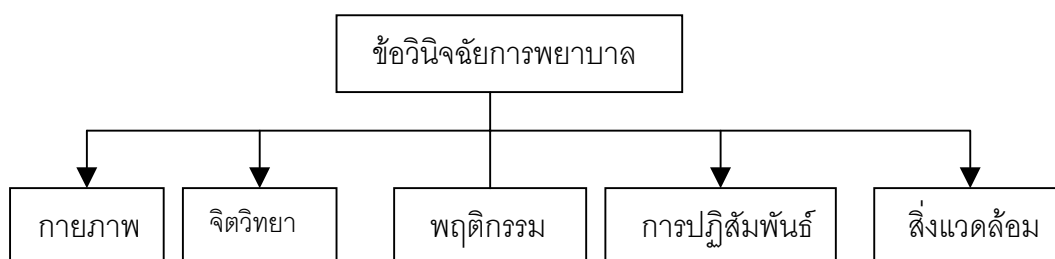 ข้อวินิจฉัยการพยาบาล
กายภาพ
จิตวิทยา
พฤติกรรม
การปฏิสัมพันธ์
สิ่งแวดล้อม